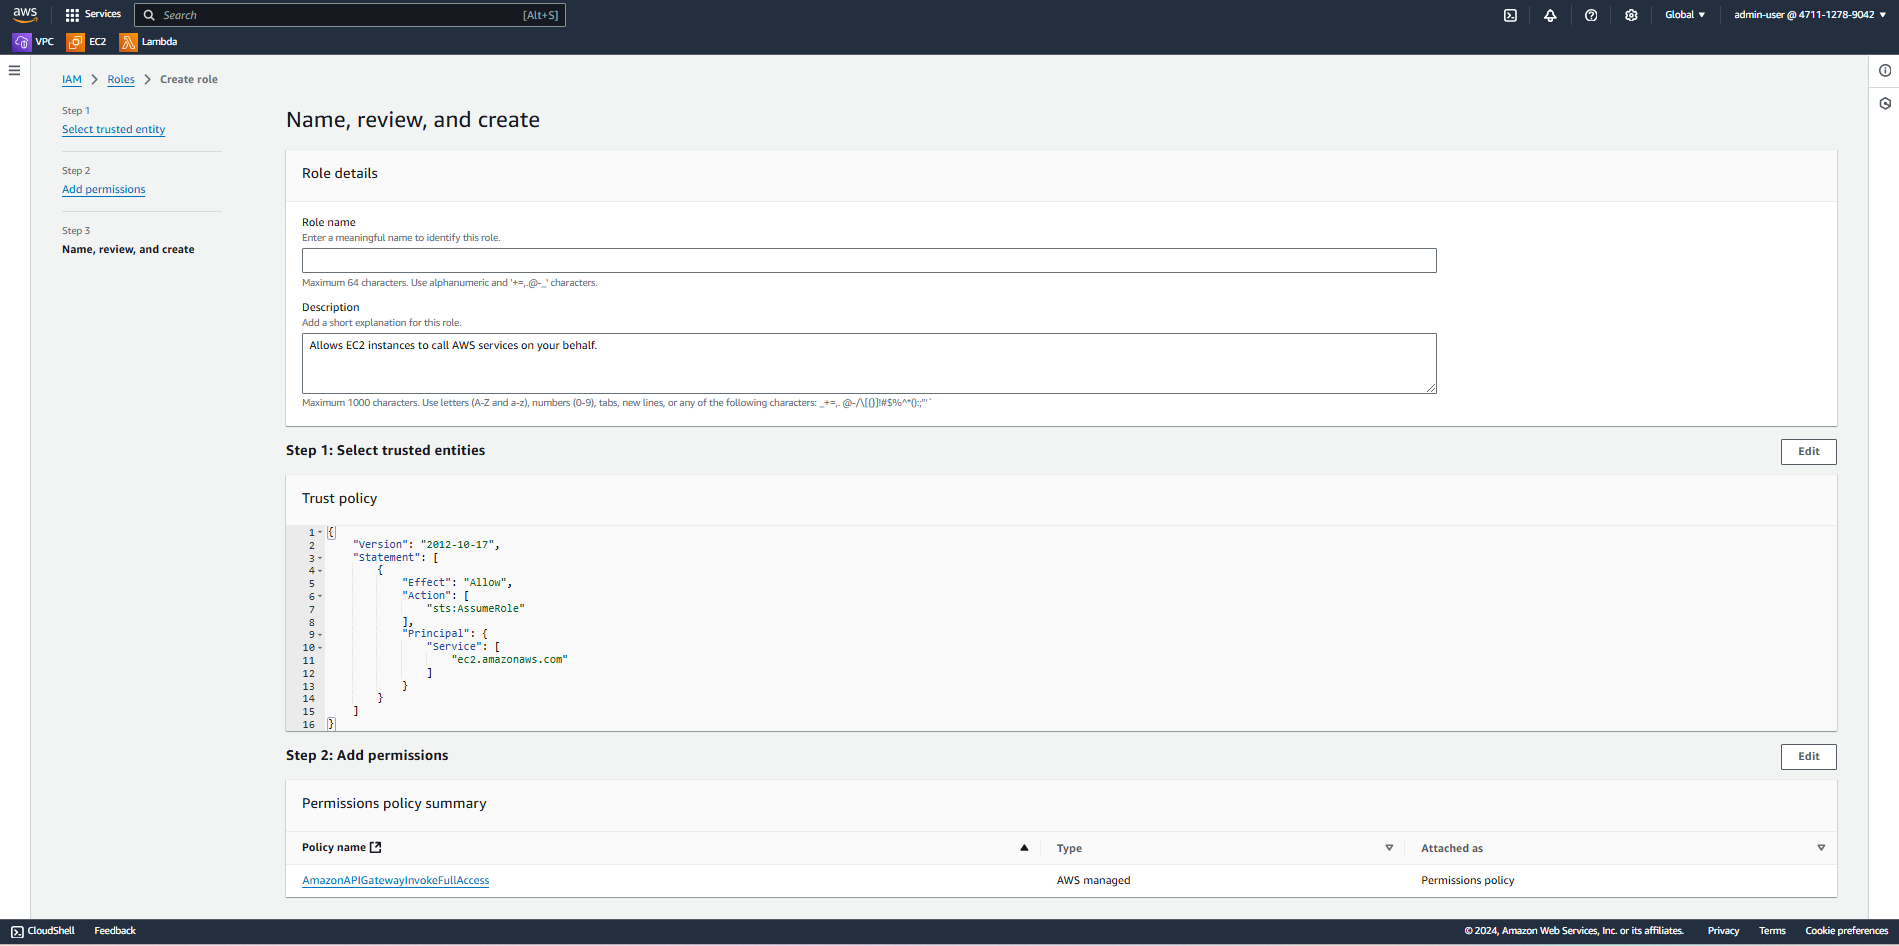 aws
Services
Search
[Alt+S]
Global ▼
admin-user @ 4711-1278-9042 ▼
VPC
EC2
Lambda
IAM > Roles > Create role
Step 1
Select trusted entity
Step 2
Add permissions
Step 3
Name, review, and create
Name, review, and create
Role details
Role name
Enter a meaningful name to identify this role.
Maximum 64 characters. Use alphanumeric and '+=,.@-_' characters.
Description
Add a short explanation for this role.
Allows EC2 instances to call AWS services on your behalf.
Maximum 1000 characters. Use letters (A-Z and a-z), numbers (0-9), tabs, new lines, or any of the following characters: _+=,. @-/\[{}]!#$%^*():;'"`
Step 1: Select trusted entities
Edit
Trust policy
1 {
2 "Version": "2012-10-17",
3 "Statement": [
4 {
5 "Effect": "Allow",
6 "Action": [
7 "sts:AssumeRole"
8 ],
9 "Principal": {
10 "Service": [
11 "ec2.amazonaws.com"
12 ]
13 }
14 }
15 ]
16 }
Step 2: Add permissions
Edit
Permissions policy summary
Policy name
Type
Attached as
AmazonAPIGatewayInvokeFullAccess
AWS managed
Permissions policy
CloudShell
Feedback
© 2024, Amazon Web Services, Inc. or its affiliates.
Privacy
Terms
Cookie preferences